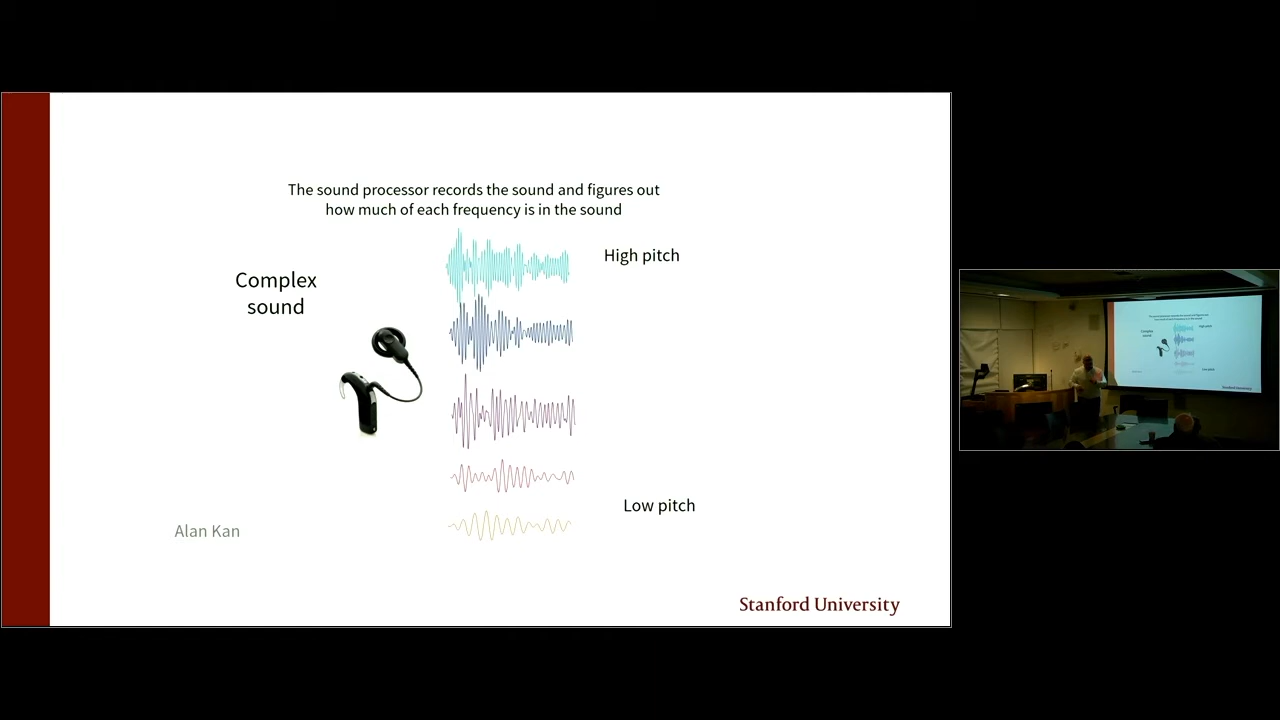 The sound processor records the sound and figures out
how much of each frequency is in the sound
High pitch
Complex
sound
Low pitch
Alan Kan
Stanford University